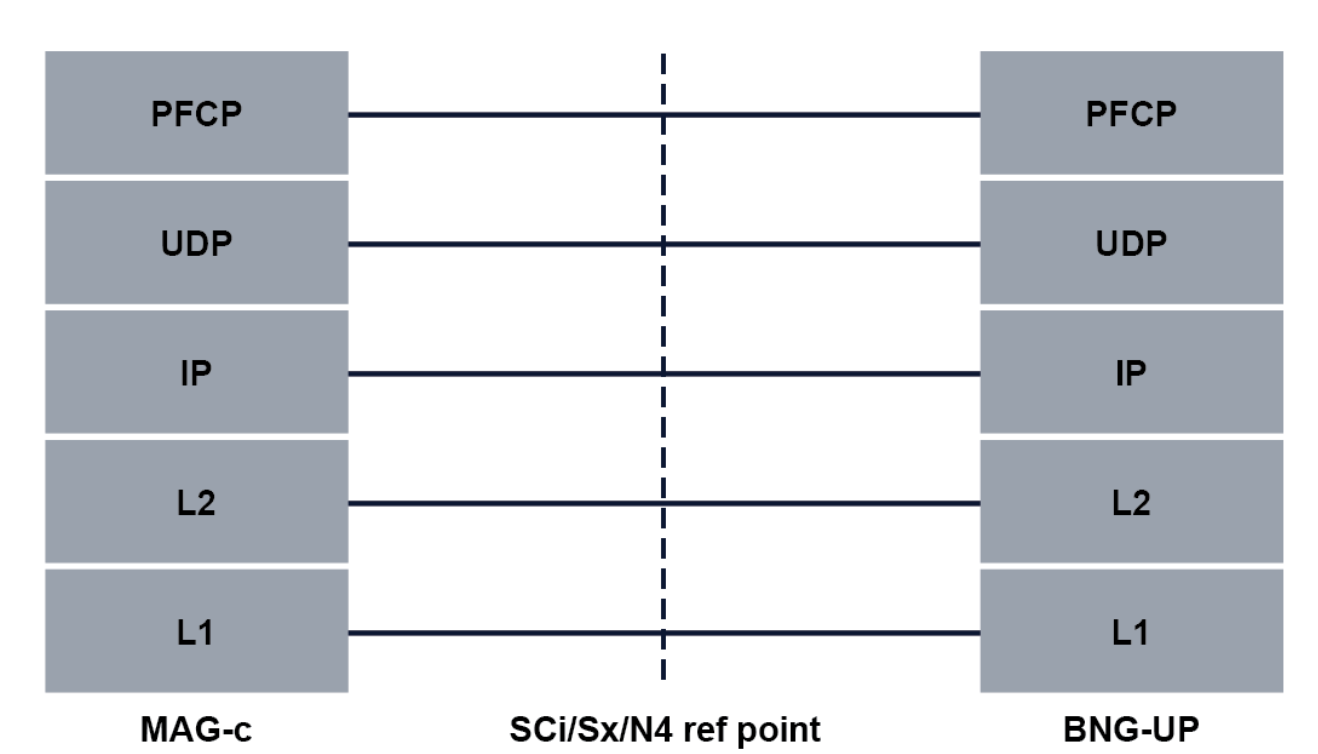 PFCP PFCP
UDP UDP
IP IP
L2 L2
L1 L1
MAG-c SCi/Sx/N4 ref point BNG-UP